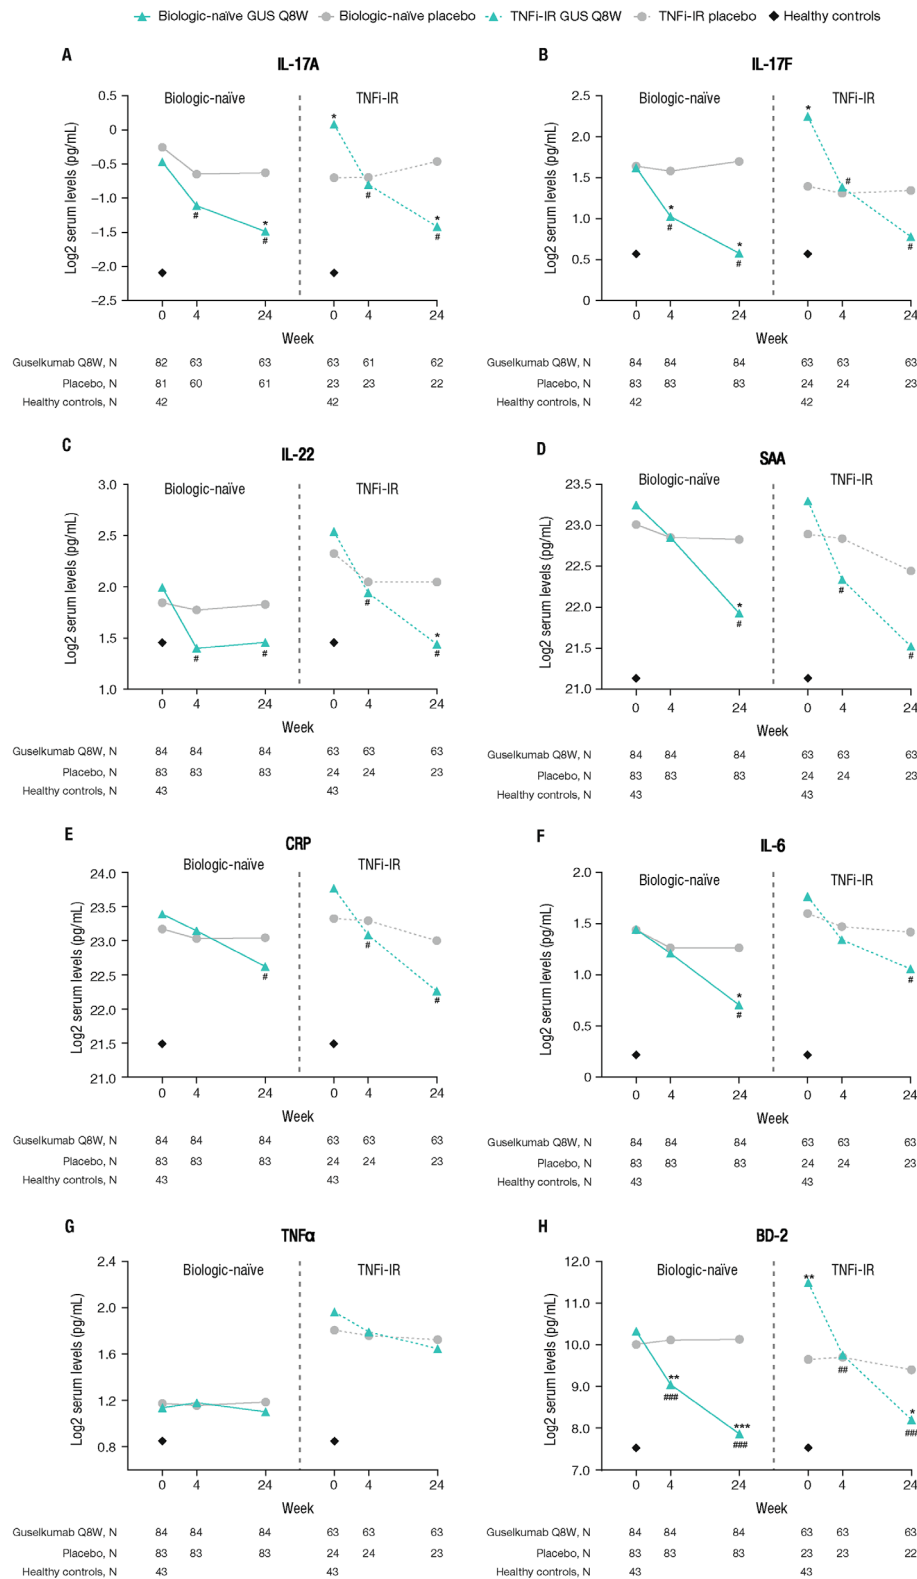 Biologic-naïve GUS Q8W Biologic-naïve placebo TNFi-IR GUS Q8W TNFi-IR placebo Healthy controls
A
IL-17A
Biologic-naïve TNFi-IR
Log2 serum levels (pg/mL)
0.5
0
−0.5
−1.0
−1.5
−2.0
−2.5
* # * # * # * #
0 4 24 0 4 24
Week
Guselkumab Q8W, N 82 63 63 63 61 62
Placebo, N 81 60 61 23 23 22
Healthy controls, N 42 42
B
IL-17F
Biologic-naïve TNFi-IR
Log2 serum levels (pg/mL)
2.5
2.0
1.5
1.0
0.5
0
* # * # * # #
0 4 24 0 4 24
Week
Guselkumab Q8W, N 84 84 84 63 63 63
Placebo, N 83 83 83 24 24 23
Healthy controls, N 42 42
C
IL-22
Biologic-naïve TNFi-IR
Log2 serum levels (pg/mL)
3.0
2.5
2.0
1.5
1.0
# # # * #
0 4 24 0 4 24
Week
Guselkumab Q8W, N 84 84 84 63 63 63
Placebo, N 83 83 83 24 24 23
Healthy controls, N 43 43
D
SAA
Biologic-naïve TNFi-IR
Log2 serum levels (pg/mL)
23.5
23.0
22.5
22.0
21.5
21.0
* # # #
0 4 24 0 4 24
Week
Guselkumab Q8W, N 84 84 84 63 63 63
Placebo, N 83 83 83 24 24 23
Healthy controls, N 43 43
E
CRP
Biologic-naïve TNFi-IR
Log2 serum levels (pg/mL)
24.0
23.5
23.0
22.5
22.0
21.5
21.0
# # #
0 4 24 0 4 24
Week
Guselkumab Q8W, N 84 84 84 63 63 63
Placebo, N 83 83 83 24 24 23
Healthy controls, N 43 43
F
IL-6
Biologic-naïve TNFi-IR
Log2 serum levels (pg/mL)
2.0
1.5
1.0
0.5
0
* # #
0 4 24 0 4 24
Week
Guselkumab Q8W, N 84 84 84 63 63 63
Placebo, N 83 83 83 24 24 23
Healthy controls, N 43 43
G
TNFα
Biologic-naïve TNFi-IR
Log2 serum levels (pg/mL)
2.4
2.0
1.6
1.2
0.8
0 4 24 0 4 24
Week
Guselkumab Q8W, N 84 84 84 63 63 63
Placebo, N 83 83 83 24 24 23
Healthy controls, N 43 43
H
BD-2
Biologic-naïve TNFi-IR
Log2 serum levels (pg/mL)
12.0
11.0
10.0
9.0
8.0
7.0
** ### *** ### ** ## * ###
0 4 24 0 4 24
Week
Guselkumab Q8W, N 84 84 84 63 63 63
Placebo, N 83 83 83 23 23 22
Healthy controls, N 43 43